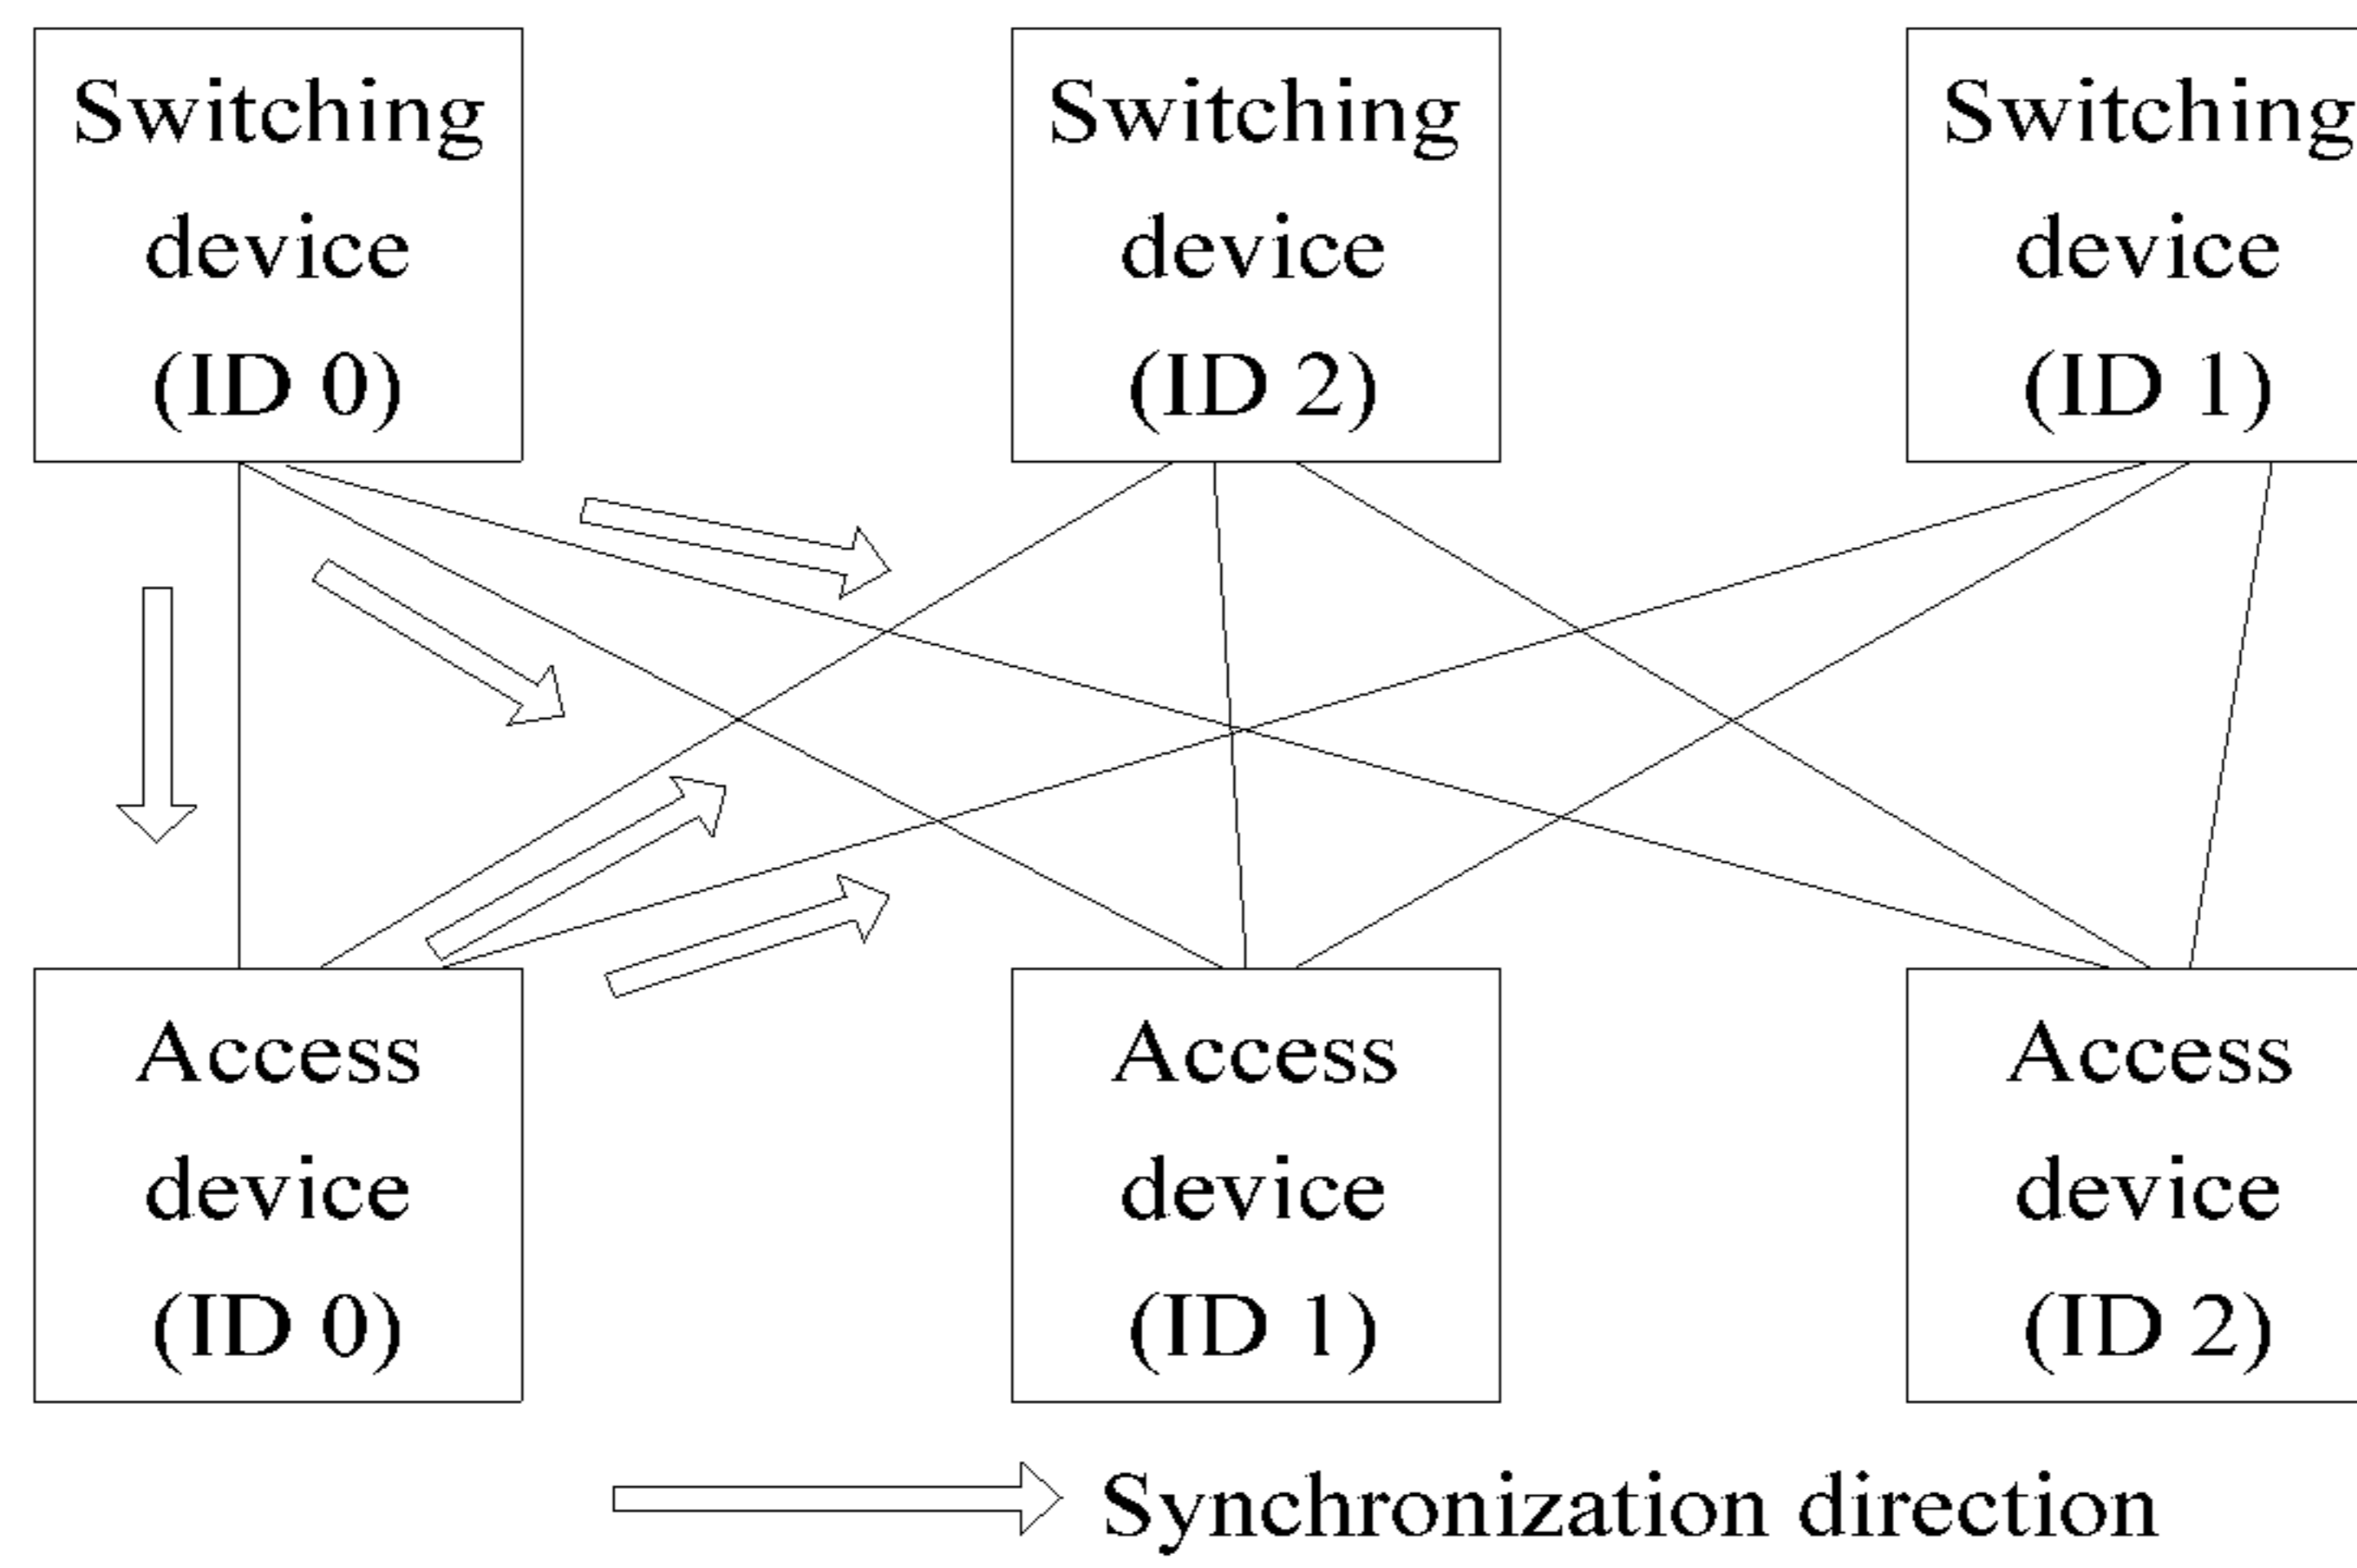 Switching
device
(ID 0)
Switching
device
(ID 2)
Switching
device
(ID 1)
Access
device
(ID 0)
Access
device
(ID 1)
Access
device
(ID 2)
Synchronization direction